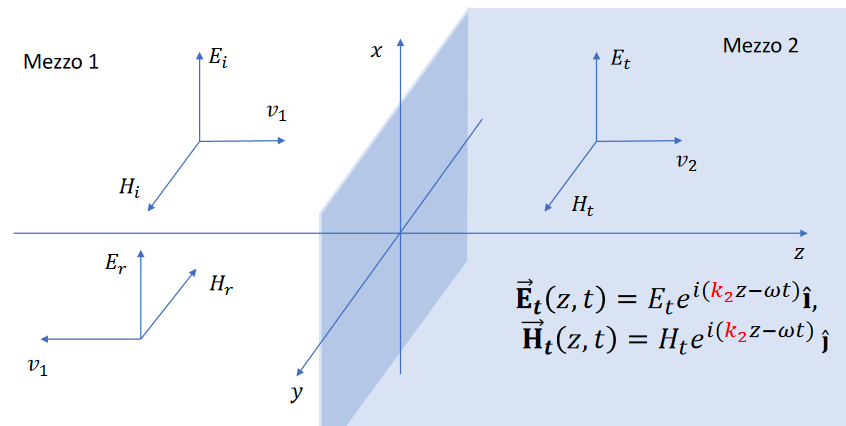 Mezzo 1
Mezzo 2
E_i
x
E_t
v_1
v_2
H_i
H_t
z
E_r
H_r
v_1
y
E⃗_t(z, t) = E_t e^{i(k_2 z−ωt)} î,
H⃗_t(z, t) = H_t e^{i(k_2 z−ωt)} ĵ